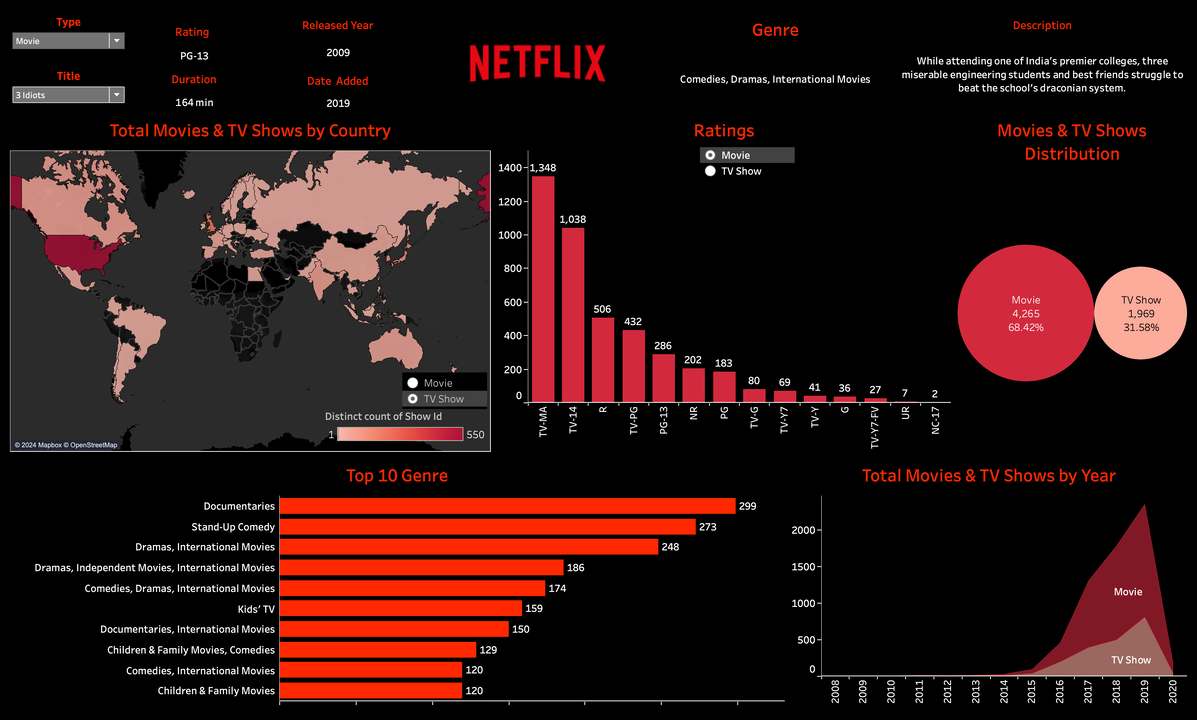 Type
Movie
Title
3 Idiots
Rating
PG-13
Duration
164 min
Released Year
2009
Date Added
2019
NETFLIX
Genre
Comedies, Dramas, International Movies
Description
While attending one of India's premier colleges, three
miserable engineering students and best friends struggle to
beat the school's draconian system.
Total Movies & TV Shows by Country
© 2024 Mapbox © OpenStreetMap
Movie
TV Show
Distinct count of Show Id
1
550
Ratings
Movie
TV Show
1400
1200
1000
800
600
400
200
0
1,348
1,038
506
432
286
202
183
80
69
41
36
27
7
2
TV-MA
TV-14
R
TV-PG
PG-13
NR
PG
TV-G
TV-Y7
TV-Y
G
TV-Y7-FV
UR
NC-17
Movies & TV Shows
Distribution
Movie
4,265
68.42%
TV Show
1,969
31.58%
Top 10 Genre
Documentaries 299
Stand-Up Comedy 273
Dramas, International Movies 248
Dramas, Independent Movies, International Movies 186
Comedies, Dramas, International Movies 174
Kids' TV 159
Documentaries, International Movies 150
Children & Family Movies, Comedies 129
Comedies, International Movies 120
Children & Family Movies 120
Total Movies & TV Shows by Year
2000
1500
1000
500
0
Movie
TV Show
2008
2009
2010
2011
2012
2013
2014
2015
2016
2017
2018
2019
2020